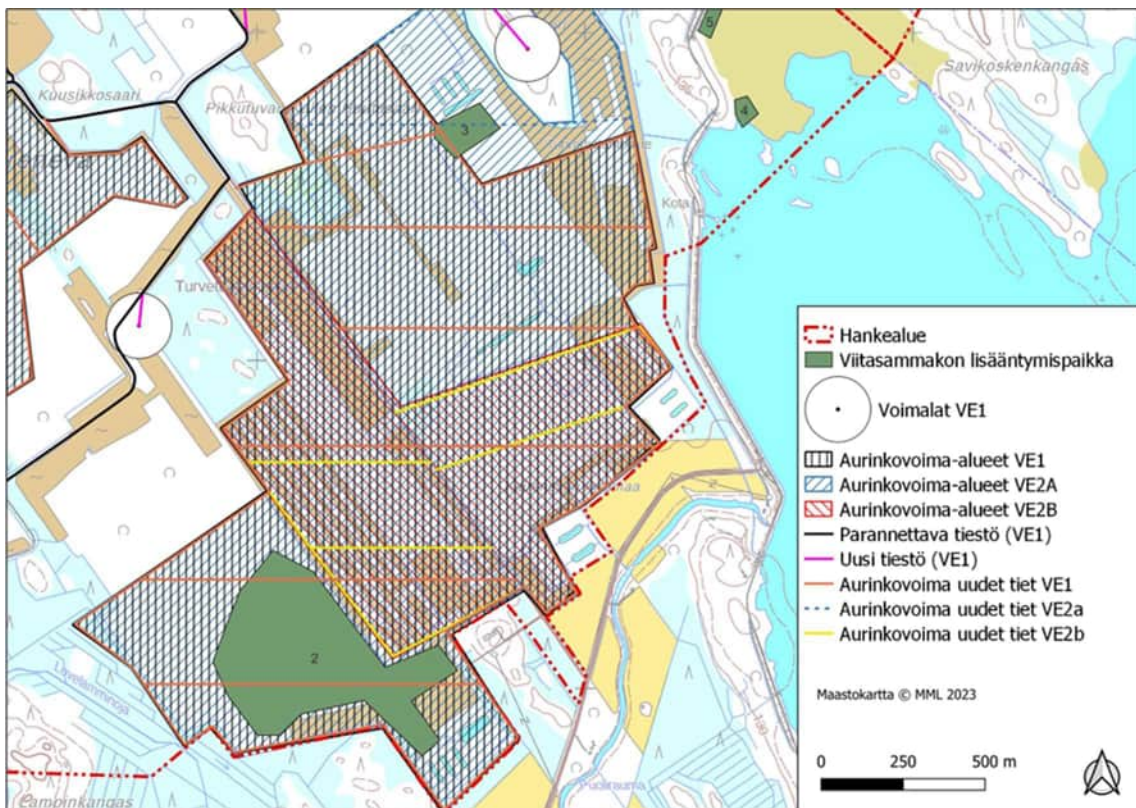 5
Savikoskenkangas
Kuusikkosaari
4
3
Kota
Hankealue
Viitasammakon lisääntymispaikka
Voimalat VE1
Aurinkovoima-alueet VE1
Aurinkovoima-alueet VE2A
Aurinkovoima-alueet VE2B
Parannettava tiestö (VE1)
Uusi tiestö (VE1)
Aurinkovoima uudet tiet VE1
Aurinkovoima uudet tiet VE2a
Aurinkovoima uudet tiet VE2b
2
Maastokartta © MML 2023
0 250 500 m